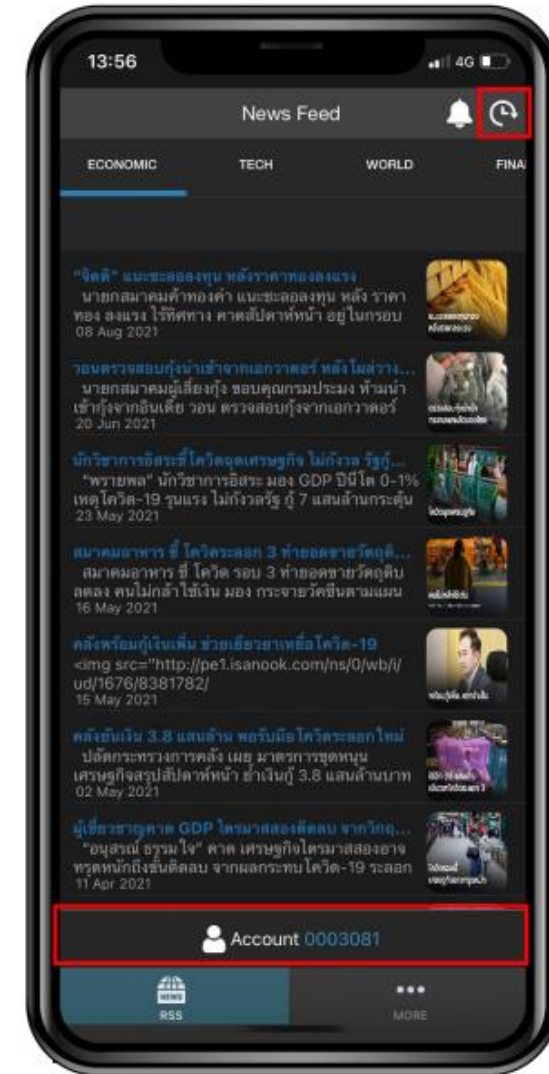 13:56
4G
News Feed
ECONOMIC TECH WORLD FINA
"จิตติ" แนะชะลอลงทุน หลังราคาทองลงแรง
นายกสมาคมค้าทองคำ แนะชะลอลงทุน หลัง ราคา
ทอง ลงแรง ไร้ทิศทาง คาดสัปดาห์หน้า อยู่ในกรอบ
08 Aug 2021
วอนตรวจสอบกุ้งนำเข้าจากเอกวาดอร์ หลังโผล่วาง...
นายกสมาคมผู้เลี้ยงกุ้ง ขอบคุณกรมประมง ห้ามนำ
เข้ากุ้งจากอินเดีย วอน ตรวจสอบกุ้งจากเอกวาดอร์
20 Jun 2021
นักวิชาการอิสระชี้โควิดฉุดเศรษฐกิจ ไม่กังวล รัฐกู้...
"พรายพล" นักวิชาการอิสระ มอง GDP ปีนี้โต 0-1%
เหตุโควิด-19 รุนแรง ไม่กังวลรัฐ กู้ 7 แสนล้านกระตุ้น
23 May 2021
สมาคมอาหาร ชี้ โควิดระลอก 3 ทำยอดขายวัตถุดิ...
สมาคมอาหาร ชี้ โควิด รอบ 3 ทำยอดขายวัตถุดิบ
ลดลง คนไม่กล้าใช้เงิน มอง กระจายวัคซีนตามแผน
16 May 2021
คลังพร้อมกู้เงินเพิ่ม ช่วยเยียวยาเหยื่อโควิด-19
<img src="http://pe1.isanook.com/ns/0/wb/i/
ud/1676/8381782/
15 May 2021
คลังยันเงิน 3.8 แสนล้าน พอรับมือโควิดระลอกใหม่
ปลัดกระทรวงการคลัง เผย มาตรการชุดหนุน
เศรษฐกิจสรุปสัปดาห์หน้า ย้ำเงินกู้ 3.8 แสนล้านบาท
02 May 2021
ผู้เชี่ยวชาญคาด GDP ไตรมาสสองติดลบ จากวิกฤ...
"อนุสรณ์ ธรรมใจ" คาด เศรษฐกิจไตรมาสสองอาจ
ทรุดหนักถึงขั้นติดลบ จากผลกระทบโควิด-19 ระลอก
11 Apr 2021
Account 0003081
NEWS
RSS MORE